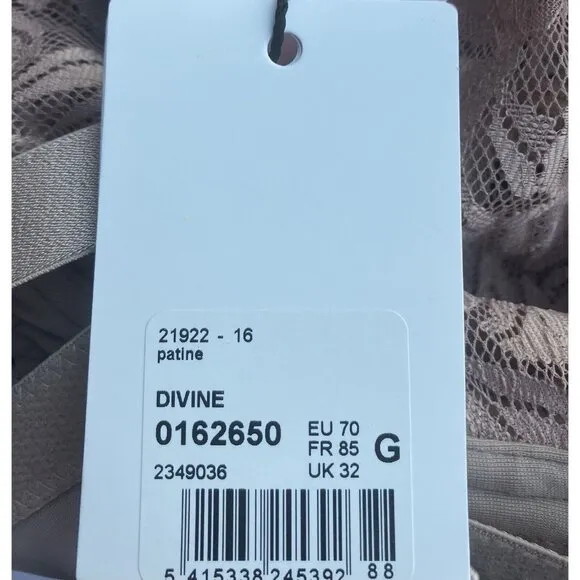 21922 - 16
patine
DIVINE
0162650
EU 70
FR 85
UK 32
G
2349036
5 415338 245392 88